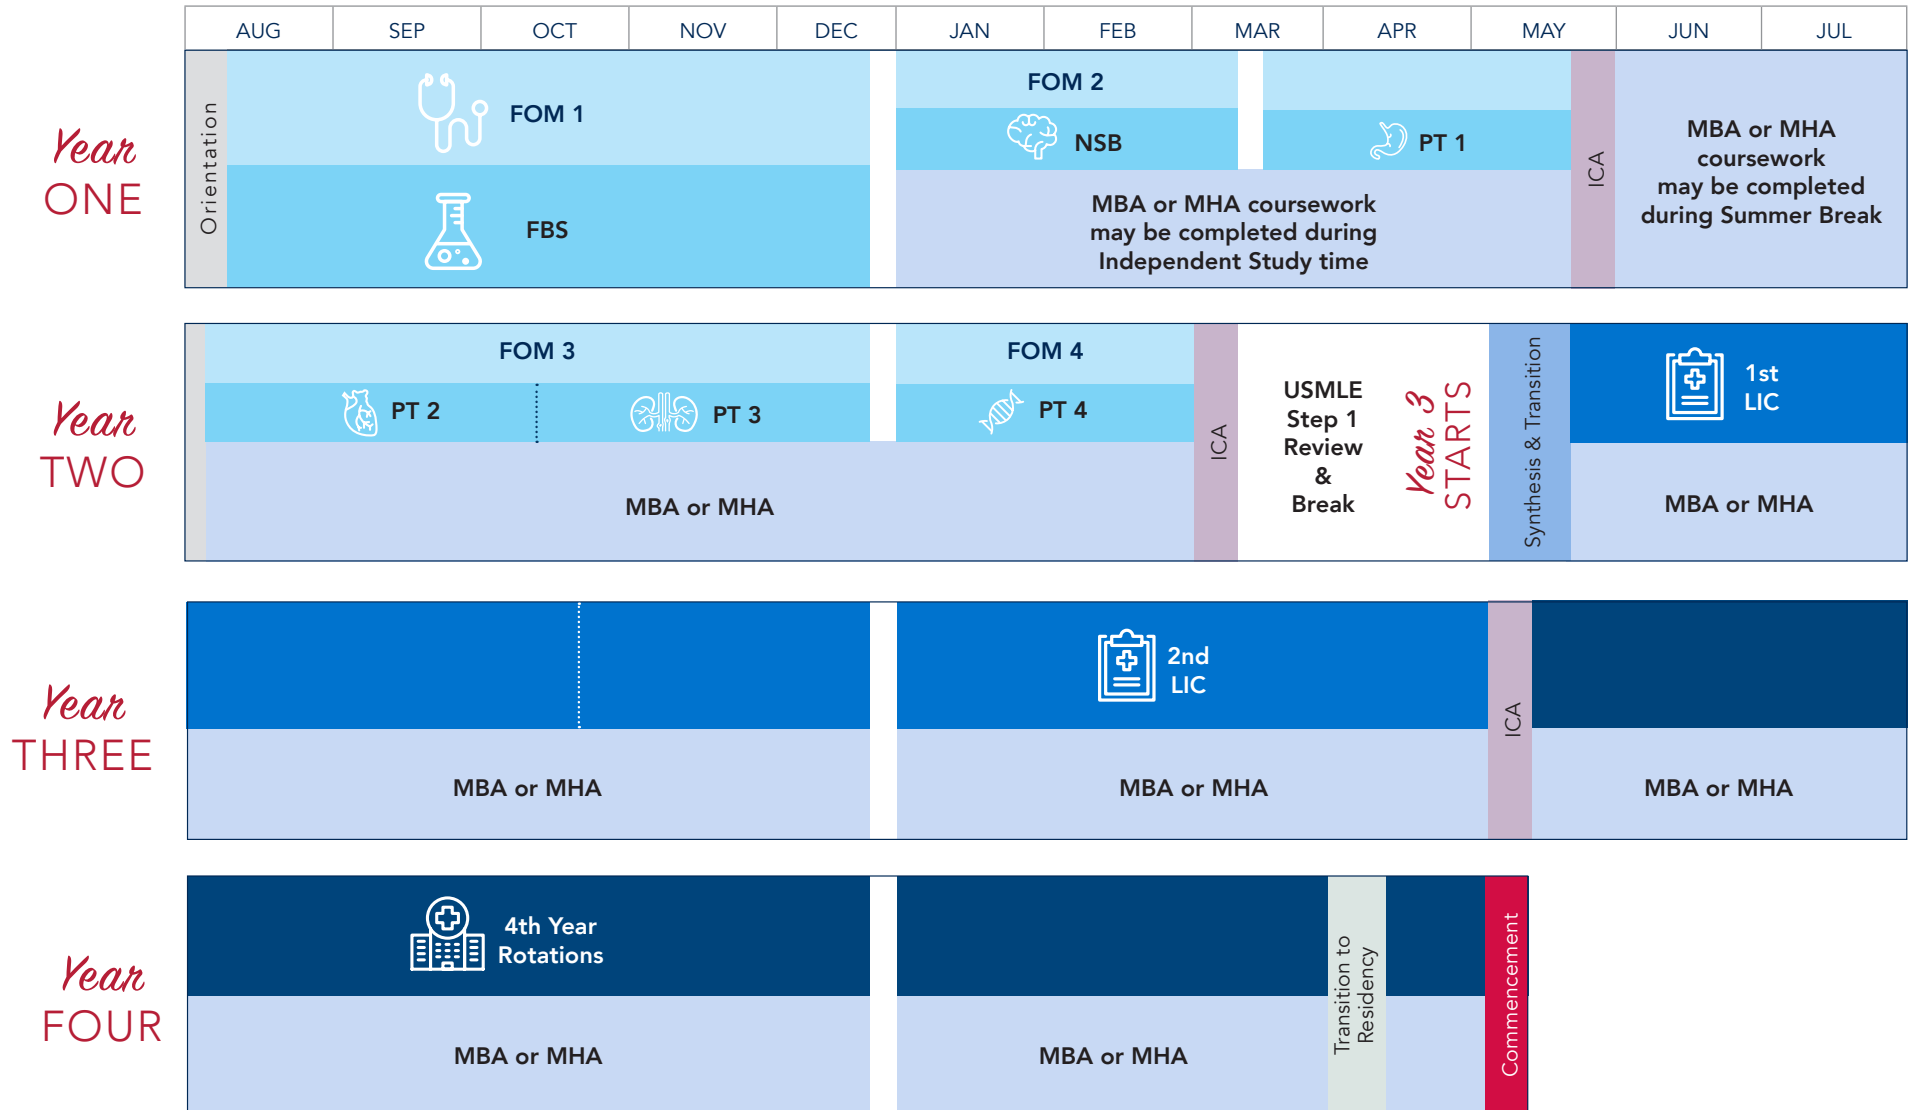 AUG SEP OCT NOV DEC JAN FEB MAR APR MAY JUN JUL
Year
ONE
Orientation
FOM 1
FBS
FOM 2
NSB
PT 1
MBA or MHA coursework
may be completed during
Independent Study time
ICA
MBA or MHA
coursework
may be completed
during Summer Break
Year
TWO
FOM 3
PT 2
PT 3
FOM 4
PT 4
MBA or MHA
ICA
USMLE
Step 1
Review
&
Break
Year 3
STARTS
Synthesis & Transition
1st
LIC
MBA or MHA
Year
THREE
MBA or MHA
2nd
LIC
MBA or MHA
ICA
MBA or MHA
Year
FOUR
4th Year
Rotations
MBA or MHA
MBA or MHA
Transition to
Residency
Commencement